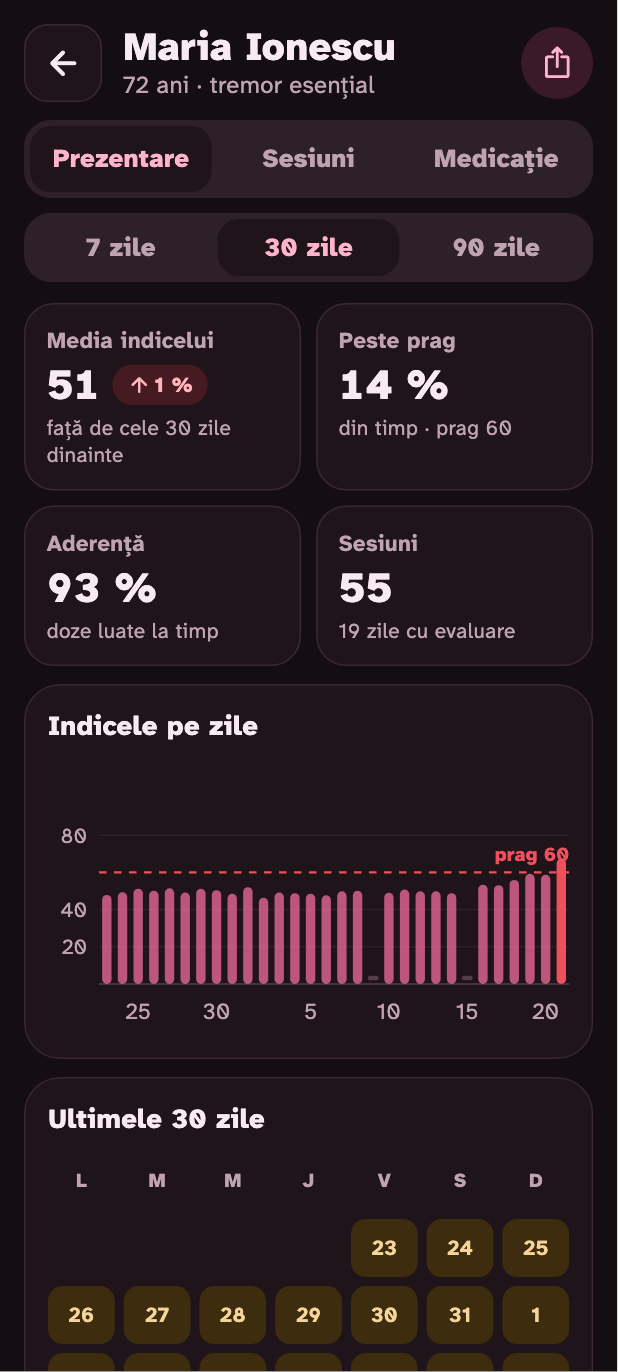 Maria Ionescu
72 ani · tremor esențial
Prezentare Sesiuni Medicație
7 zile 30 zile 90 zile
Media indicelui
51 ↑ 1 %
față de cele 30 zile
dinainte
Peste prag
14 %
din timp · prag 60
Aderență
93 %
doze luate la timp
Sesiuni
55
19 zile cu evaluare
Indicele pe zile
80
prag 60
40
20
25 30 5 10 15 20
Ultimele 30 zile
L M M J V S D
23 24 25
26 27 28 29 30 31 1